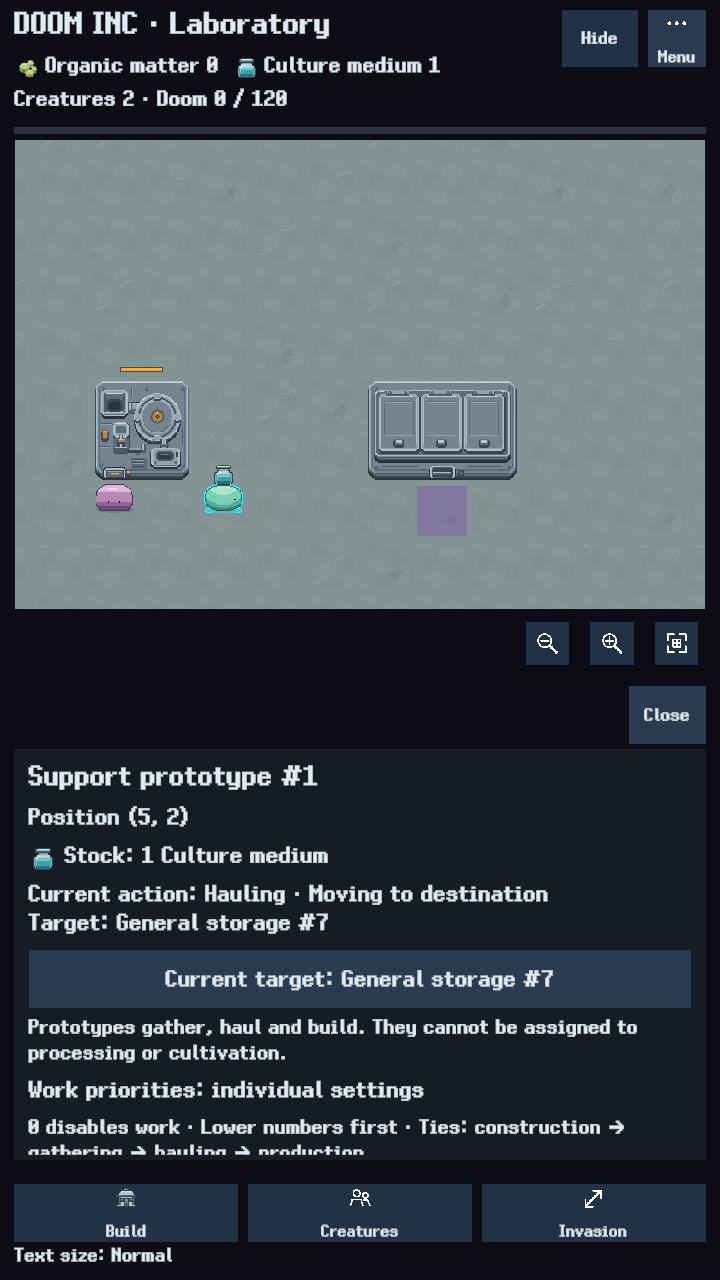 DOOM INC · Laboratory
Organic matter 0 Culture medium 1
Creatures 2 · Doom 0 / 120
Hide
Menu
Close
Support prototype #1
Position (5, 2)
Stock: 1 Culture medium
Current action: Hauling · Moving to destination
Target: General storage #7
Current target: General storage #7
Prototypes gather, haul and build. They cannot be assigned to
processing or cultivation.
Work priorities: individual settings
0 disables work · Lower numbers first · Ties: construction →
gathering → hauling → production
Build
Creatures
Invasion
Text size: Normal